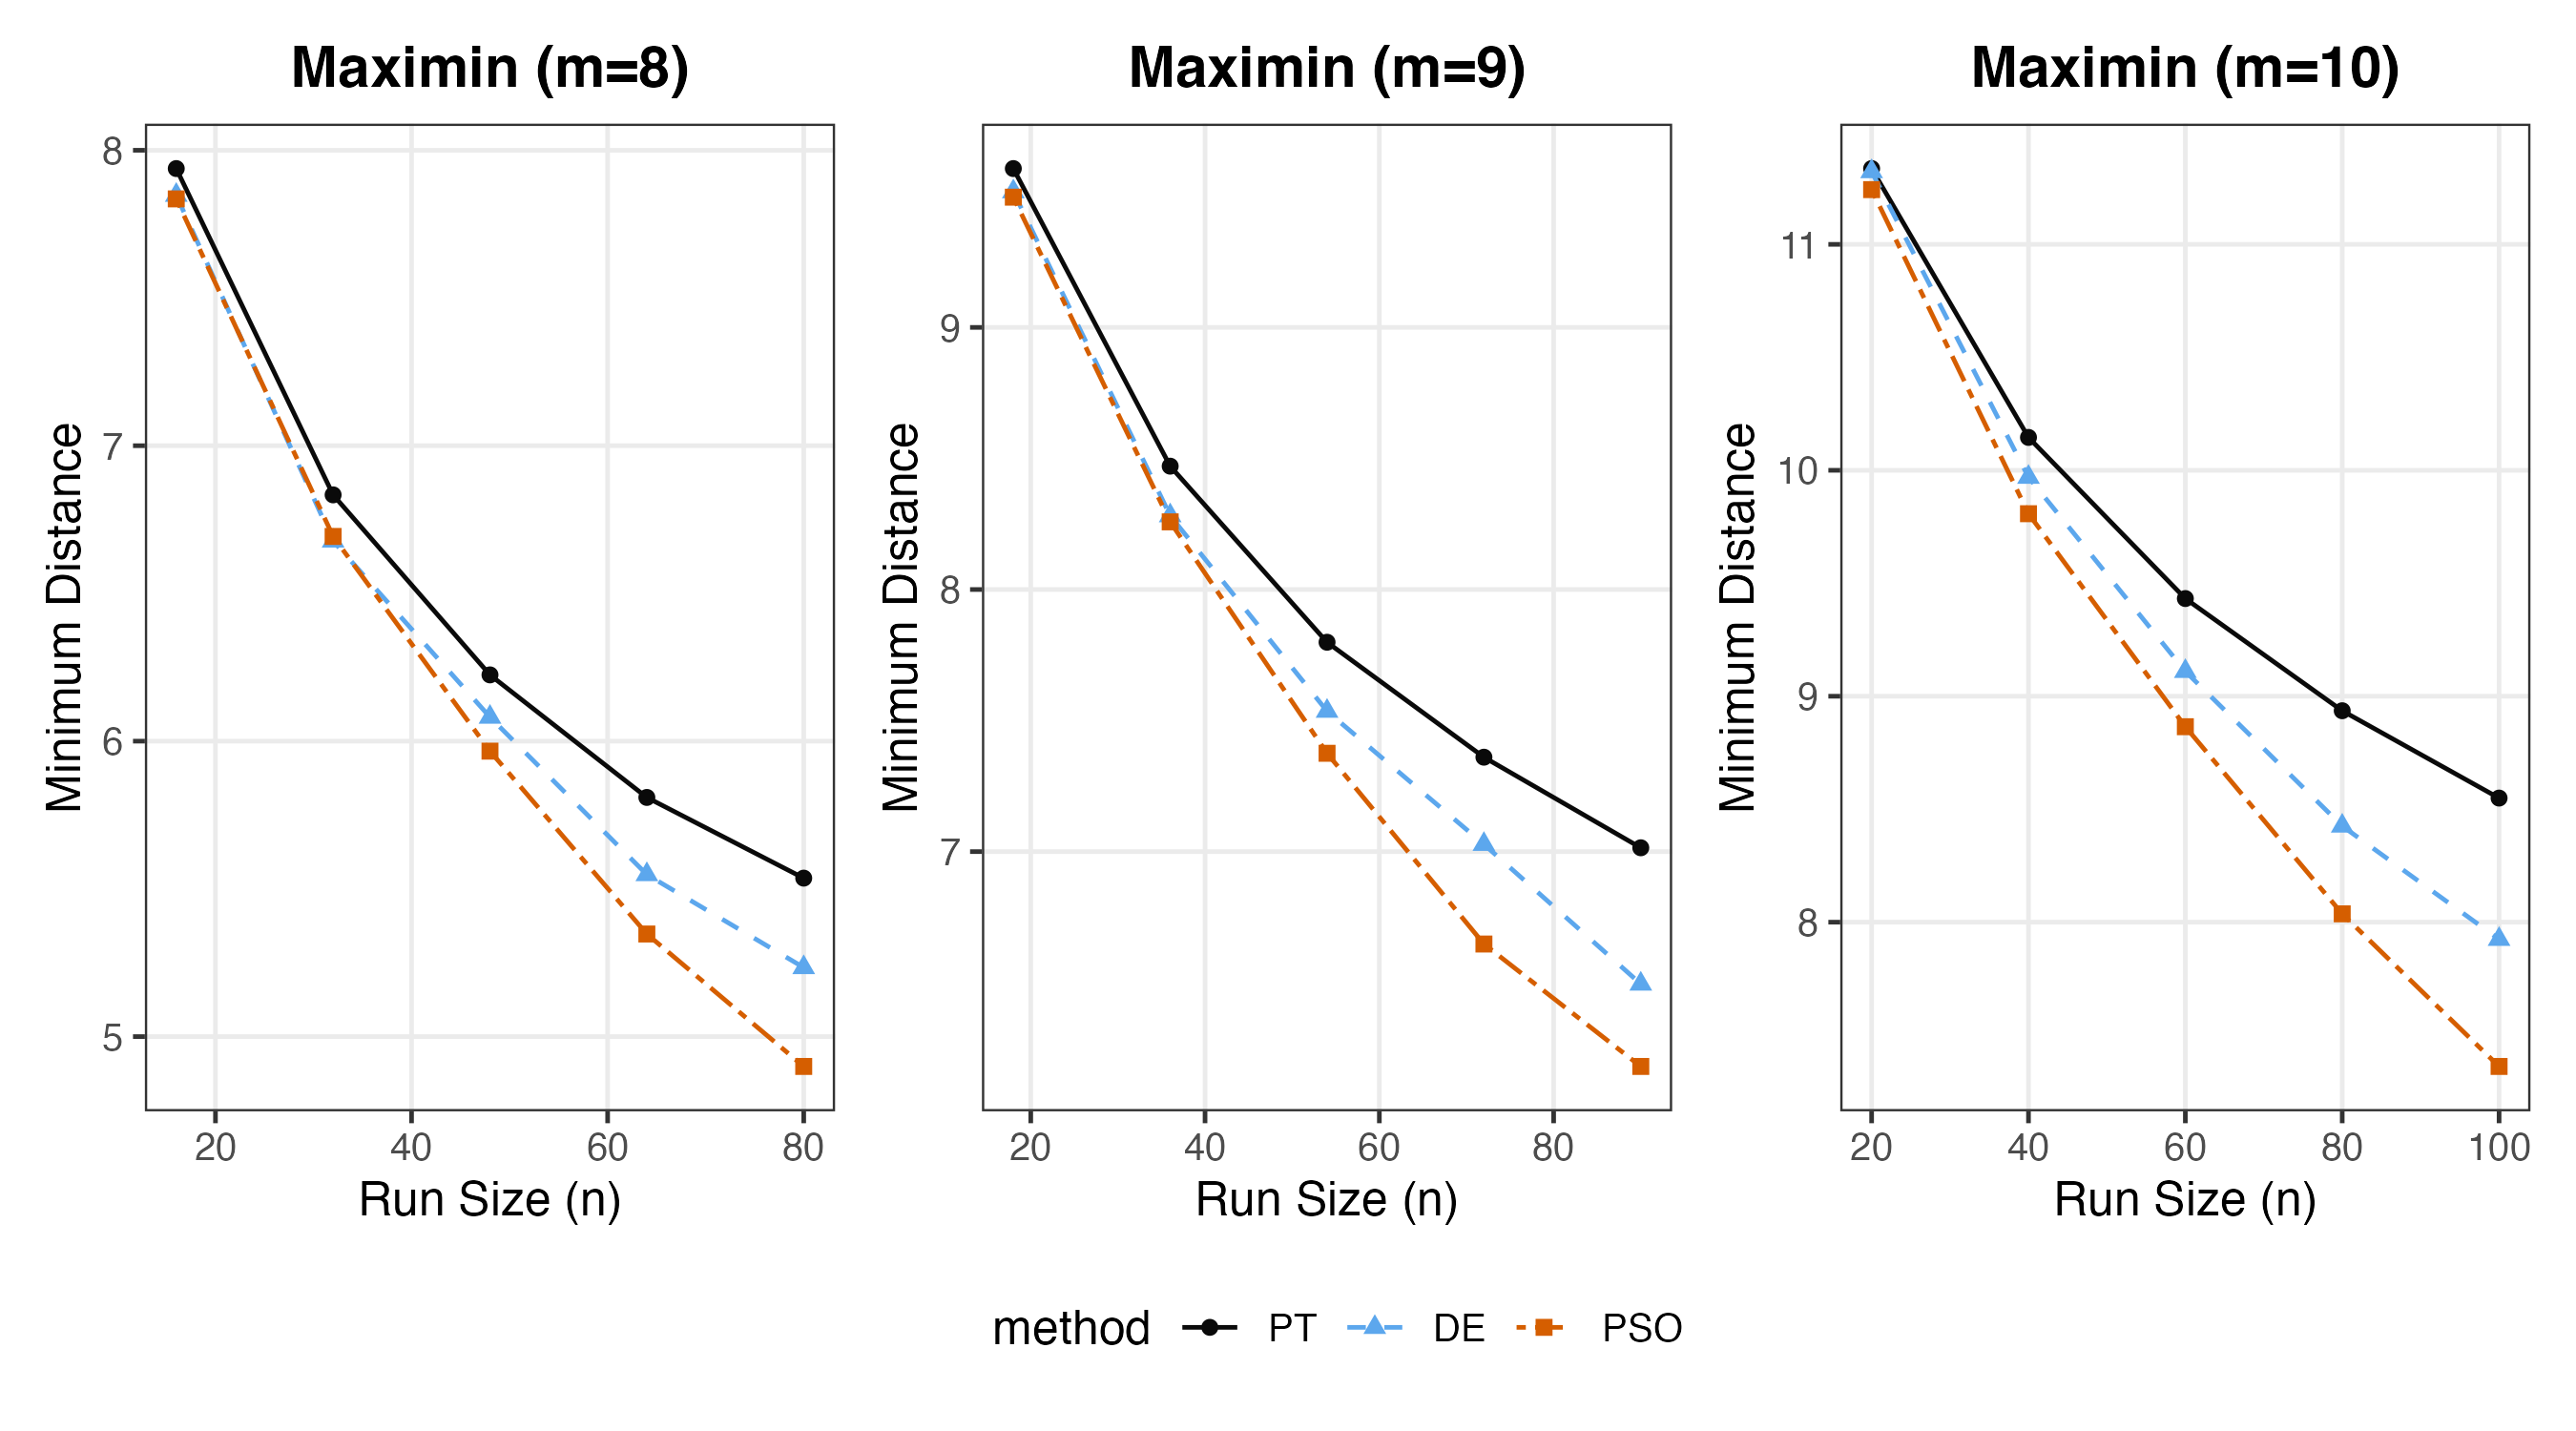 Maximin (m=8)
Maximin (m=9)
Maximin (m=10)
Minimum Distance
8
7
6
5
20 40 60 80
Run Size (n)
Minimum Distance
9
8
7
20 40 60 80
Run Size (n)
Minimum Distance
11
10
9
8
20 40 60 80 100
Run Size (n)
method PT DE PSO